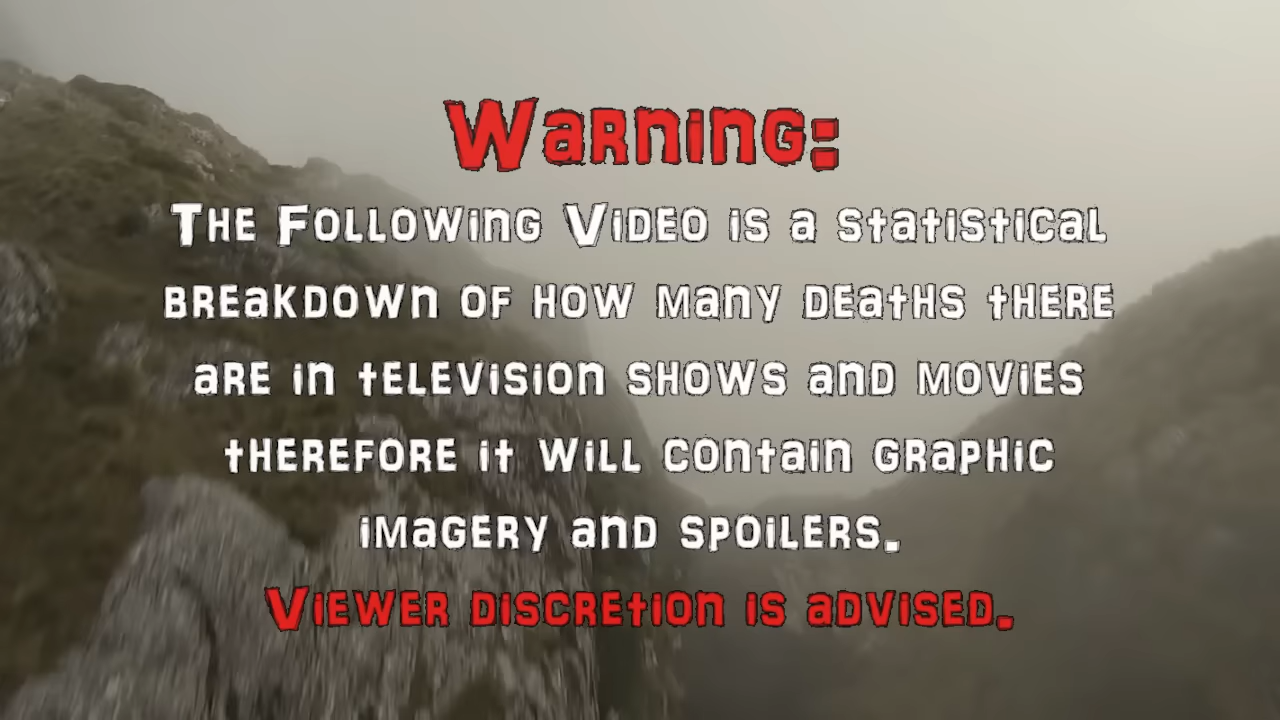 Warning:
The Following Video is a statistical
breakdown of how many deaths there
are in television shows and movies
therefore it will contain graphic
imagery and spoilers.
Viewer discretion is advised.